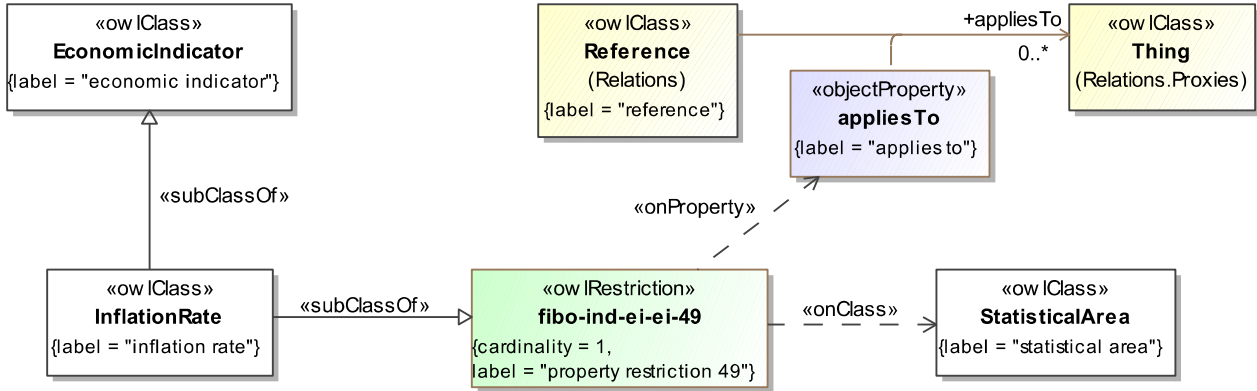 «owlClass»
EconomicIndicator
{label = "economic indicator"}
«owlClass»
Reference
(Relations)
{label = "reference"}
+appliesTo
0..*
«owlClass»
Thing
(Relations.Proxies)
«objectProperty»
appliesTo
{label = "applies to"}
«subClassOf»
«onProperty»
«owlClass»
InflationRate
{label = "inflation rate"}
«subClassOf»
«owlRestriction»
fibo-ind-ei-ei-49
{cardinality = 1,
label = "property restriction 49"}
«onClass»
«owlClass»
StatisticalArea
{label = "statistical area"}